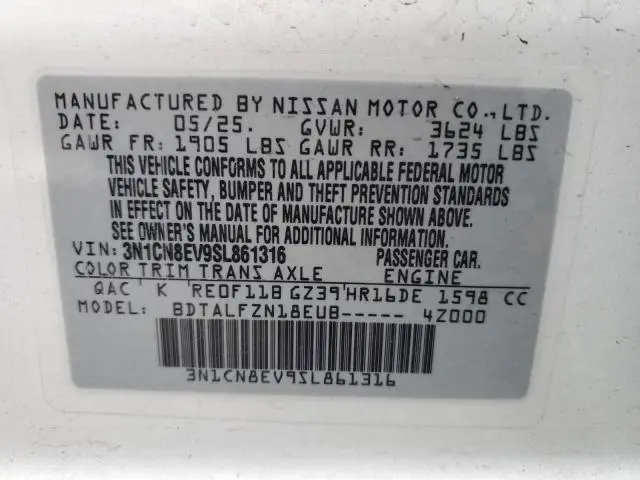 MANUFACTURED BY NISSAN MOTOR CO., LTD.
DATE: 05/25. GVWR: 3624 LBS
GAWR FR: 1905 LBS GAWR RR: 1735 LBS
THIS VEHICLE CONFORMS TO ALL APPLICABLE FEDERAL MOTOR
VEHICLE SAFETY, BUMPER AND THEFT PREVENTION STANDARDS
IN EFFECT ON THE DATE OF MANUFACTURE SHOWN ABOVE.
SEE OWNER'S MANUAL FOR ADDITIONAL INFORMATION.
VIN: 3N1CN8EV9SL861316 PASSENGER CAR.
COLOR TRIM TRANS AXLE ENGINE
QAC K RE0F11B GZ39 HR16DE 1598 CC
MODEL: BDTALFZN18EUB----- 4Z000
3N1CN8EV9SL861316